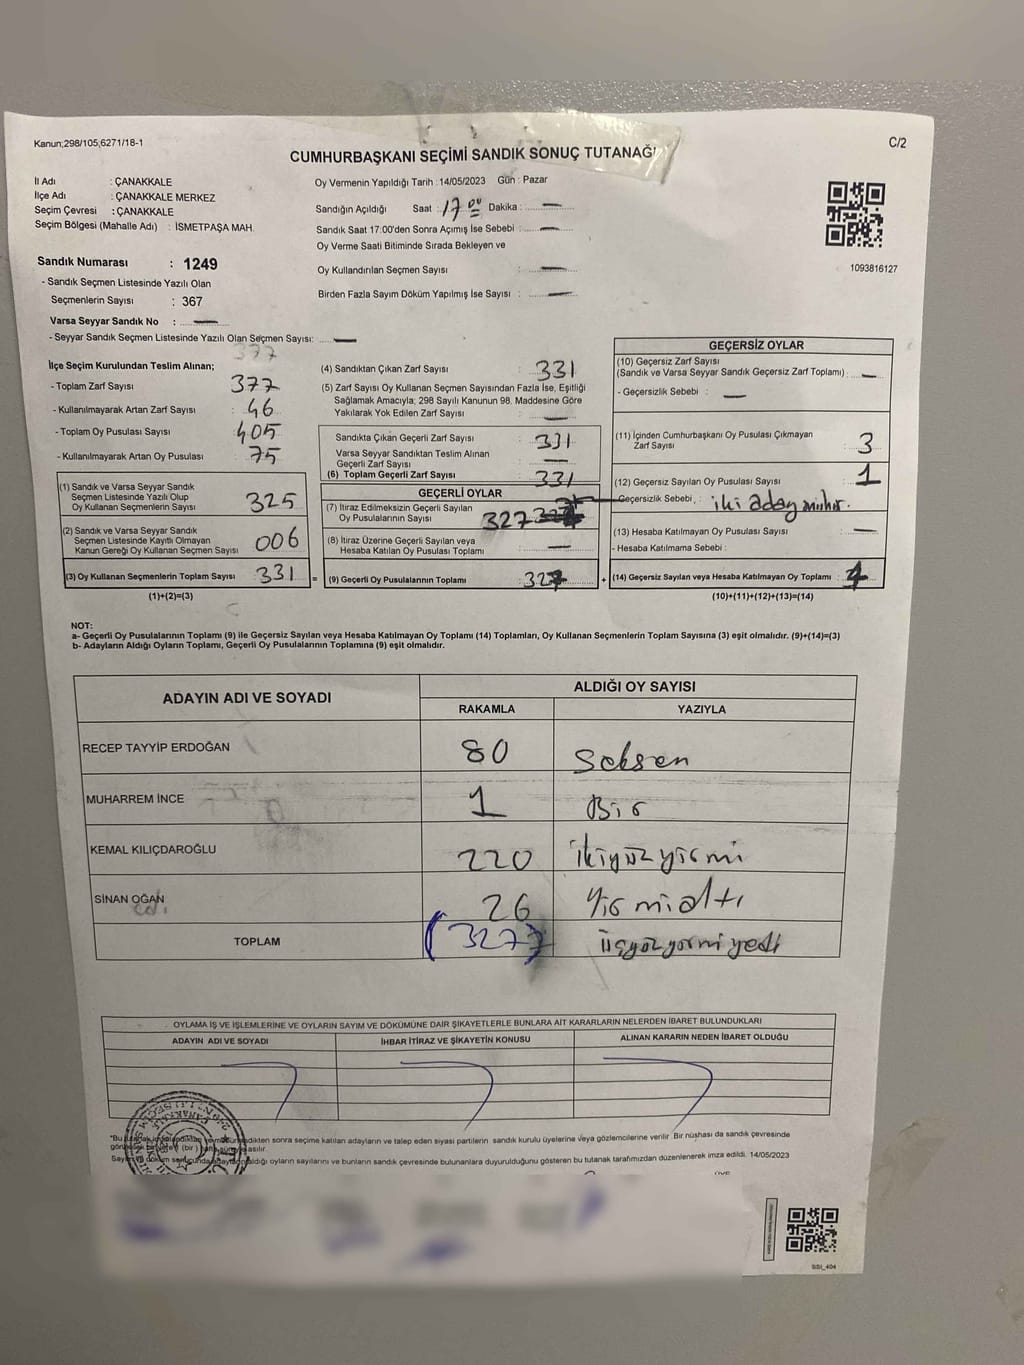 Kanun;298/105,6271/18-1
C/2
CUMHURBAŞKANI SEÇİMİ SANDIK SONUÇ TUTANAĞI
İl Adı : ÇANAKKALE
İlçe Adı : ÇANAKKALE MERKEZ
Seçim Çevresi : ÇANAKKALE
Seçim Bölgesi (Mahalle Adı) : İSMETPAŞA MAH.
Sandık Numarası : 1249
- Sandık Seçmen Listesinde Yazılı Olan
Seçmenlerin Sayısı : 367
Varsa Seyyar Sandık No : —
- Seyyar Sandık Seçmen Listesinde Yazılı Olan Seçmen Sayısı: —
Oy Vermenin Yapıldığı Tarih : 14/05/2023 Gün : Pazar
Sandığın Açıldığı Saat : 17 00 Dakika : —
Sandık Saat 17:00'den Sonra Açımış İse Sebebi : —
Oy Verme Saati Bitiminde Sırada Bekleyen ve
Oy Kullandırılan Seçmen Sayısı : —
Birden Fazla Sayım Döküm Yapılmış İse Sayısı : —
1093816127
377
İlçe Seçim Kurulundan Teslim Alınan;
- Toplam Zarf Sayısı : 377
- Kullanılmayarak Artan Zarf Sayısı : 46
- Toplam Oy Pusulası Sayısı : 405
- Kullanılmayarak Artan Oy Pusulası : 75
(1) Sandık ve Varsa Seyyar Sandık
Seçmen Listesinde Yazılı Olup
Oy Kullanan Seçmenlerin Sayısı : 325
(2) Sandık ve Varsa Seyyar Sandık
Seçmen Listesinde Kayıtlı Olmayan
Kanun Gereği Oy Kullanan Seçmen Sayısı : 006
(3) Oy Kullanan Seçmenlerin Toplam Sayısı : 331
(1)+(2)=(3)
(4) Sandıktan Çıkan Zarf Sayısı : 331
(5) Zarf Sayısı Oy Kullanan Seçmen Sayısından Fazla İse, Eşitliği
Sağlamak Amacıyla; 298 Sayılı Kanunun 98. Maddesine Göre
Yakılarak Yok Edilen Zarf Sayısı : —
Sandıkta Çıkan Geçerli Zarf Sayısı : 331
Varsa Seyyar Sandıktan Teslim Alınan
Geçerli Zarf Sayısı : —
(6) Toplam Geçerli Zarf Sayısı : 331
GEÇERLİ OYLAR
(7) İtiraz Edilmeksizin Geçerli Sayılan
Oy Pusulalarının Sayısı 327
(8) İtiraz Üzerine Geçerli Sayılan veya
Hesaba Katılan Oy Pusulası Toplamı : —
= (9) Geçerli Oy Pusulalarının Toplamı : 327 +
GEÇERSİZ OYLAR
(10) Geçersiz Zarf Sayısı
(Sandık ve Varsa Seyyar Sandık Geçersiz Zarf Toplamı) : —
- Geçersizlik Sebebi : —
(11) İçinden Cumhurbaşkanı Oy Pusulası Çıkmayan
Zarf Sayısı : 3
(12) Geçersiz Sayılan Oy Pusulası Sayısı : 1
- Geçersizlik Sebebi : iki aday mühür.
(13) Hesaba Katılmayan Oy Pusulası Sayısı : —
- Hesaba Katılmama Sebebi :
(14) Geçersiz Sayılan veya Hesaba Katılmayan Oy Toplamı : 4
(10)+(11)+(12)+(13)=(14)
NOT:
a- Geçerli Oy Pusulalarının Toplamı (9) ile Geçersiz Sayılan veya Hesaba Katılmayan Oy Toplamı (14) Toplamları, Oy Kullanan Seçmenlerin Toplam Sayısına (3) eşit olmalıdır. (9)+(14)=(3)
b- Adayların Aldığı Oyların Toplamı, Geçerli Oy Pusulalarının Toplamına (9) eşit olmalıdır.
ADAYIN ADI VE SOYADI
ALDIĞI OY SAYISI
RAKAMLA YAZIYLA
RECEP TAYYİP ERDOĞAN 80 Seksen
MUHARREM İNCE 1 Bir
KEMAL KILIÇDAROĞLU 220 ikiyüzyirmi
SİNAN OĞAN 26 Yirmialtı
TOPLAM (327) üçyüzyirmiyedi
OYLAMA İŞ VE İŞLEMLERİNE VE OYLARIN SAYIM VE DÖKÜMÜNE DAİR ŞİKAYETLERLE BUNLARA AİT KARARLARIN NELERDEN İBARET BULUNDUKLARI
ADAYIN ADI VE SOYADI İHBAR İTİRAZ VE ŞİKAYETİN KONUSU ALINAN KARARIN NEDEN İBARET OLDUĞU
sonra seçime katılan adayların ve talep eden siyasi partilerin sandık kurulu üyelerine veya gözlemcilerine verilir. Bir nüshası da sandık çevresinde
asılır.
aldığı oyların sayılarını ve bunların sandık çevresinde bulunanlara duyurulduğunu gösteren bu tutanak tarafımızdan düzenlenerek imza edildi. 14/05/2023
SSI_404